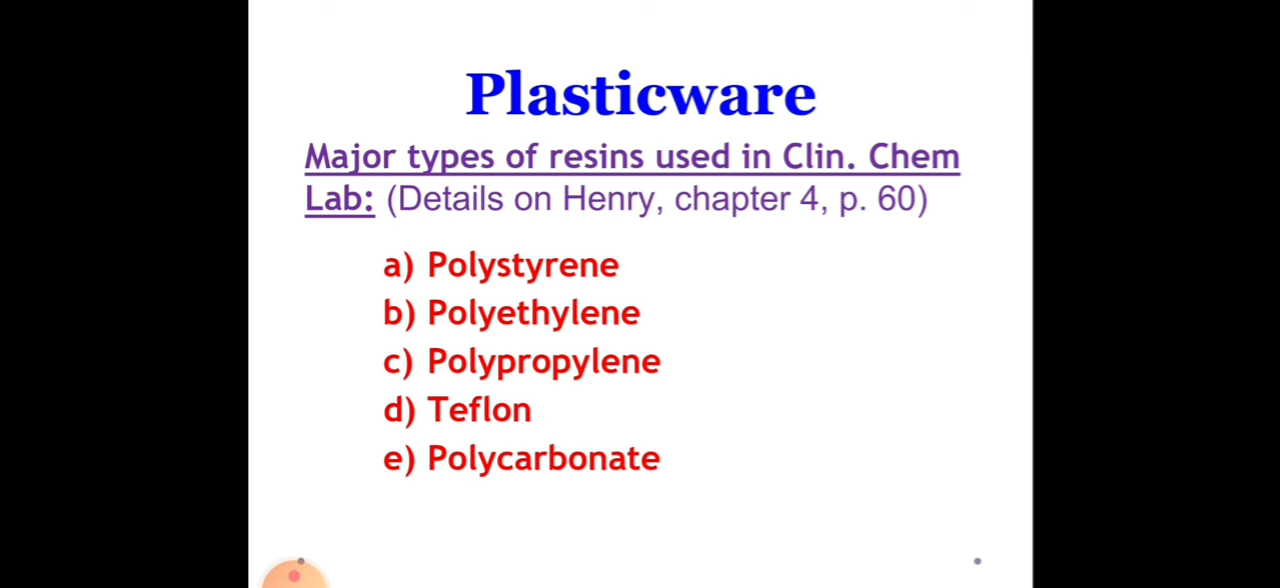 Plasticware
Major types of resins used in Clin. Chem
Lab: (Details on Henry, chapter 4, p. 60)
a) Polystyrene
b) Polyethylene
c) Polypropylene
d) Teflon
e) Polycarbonate